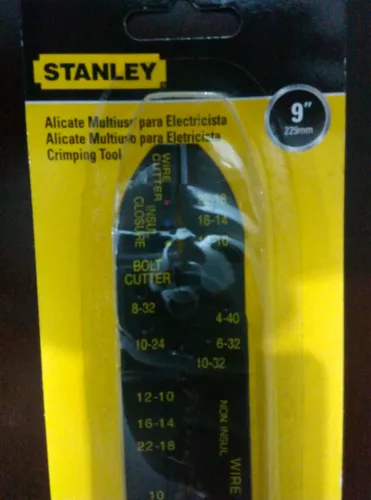 STANLEY
9"
229mm
Alicate Multiuso para Electricista
Alicate Multiuso para Eletricista
Crimping Tool
WIRE CUTTER
INSUL CLOSURE
16-14
BOLT
CUTTER
8-32
4-40
10-24
6-32
10-32
12-10
16-14
22-18
NON INSUL
WIRE
10